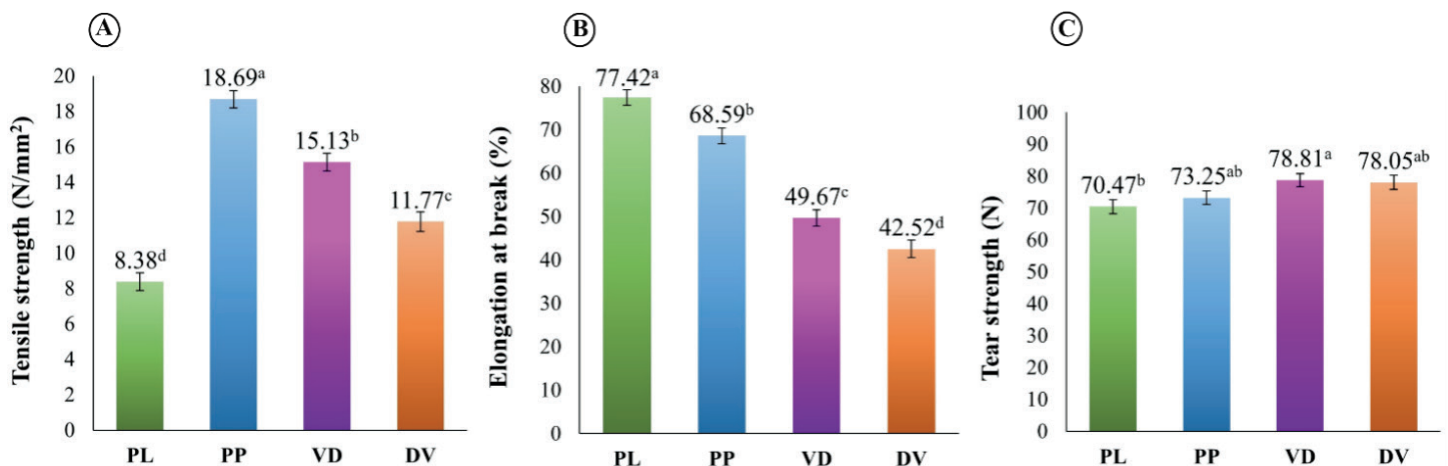 A
Tensile strength (N/mm²)
20
18
16
14
12
10
8
6
4
2
0
8.38ᵈ
18.69ᵃ
15.13ᵇ
11.77ᶜ
PL PP VD DV
B
Elongation at break (%)
80
70
60
50
40
30
20
10
0
77.42ᵃ
68.59ᵇ
49.67ᶜ
42.52ᵈ
PL PP VD DV
C
Tear strength (N)
100
90
80
70
60
50
40
30
20
10
0
70.47ᵇ
73.25ᵃᵇ
78.81ᵃ
78.05ᵃᵇ
PL PP VD DV